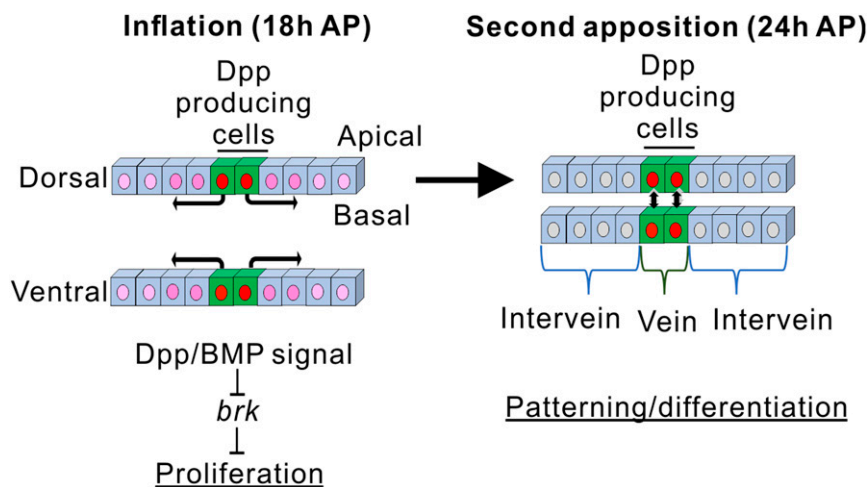 Inflation (18h AP)
Dpp
producing
cells
Apical
Dorsal
Basal
Ventral
Dpp/BMP signal
brk
Proliferation
Second apposition (24h AP)
Dpp
producing
cells
Intervein Vein Intervein
Patterning/differentiation